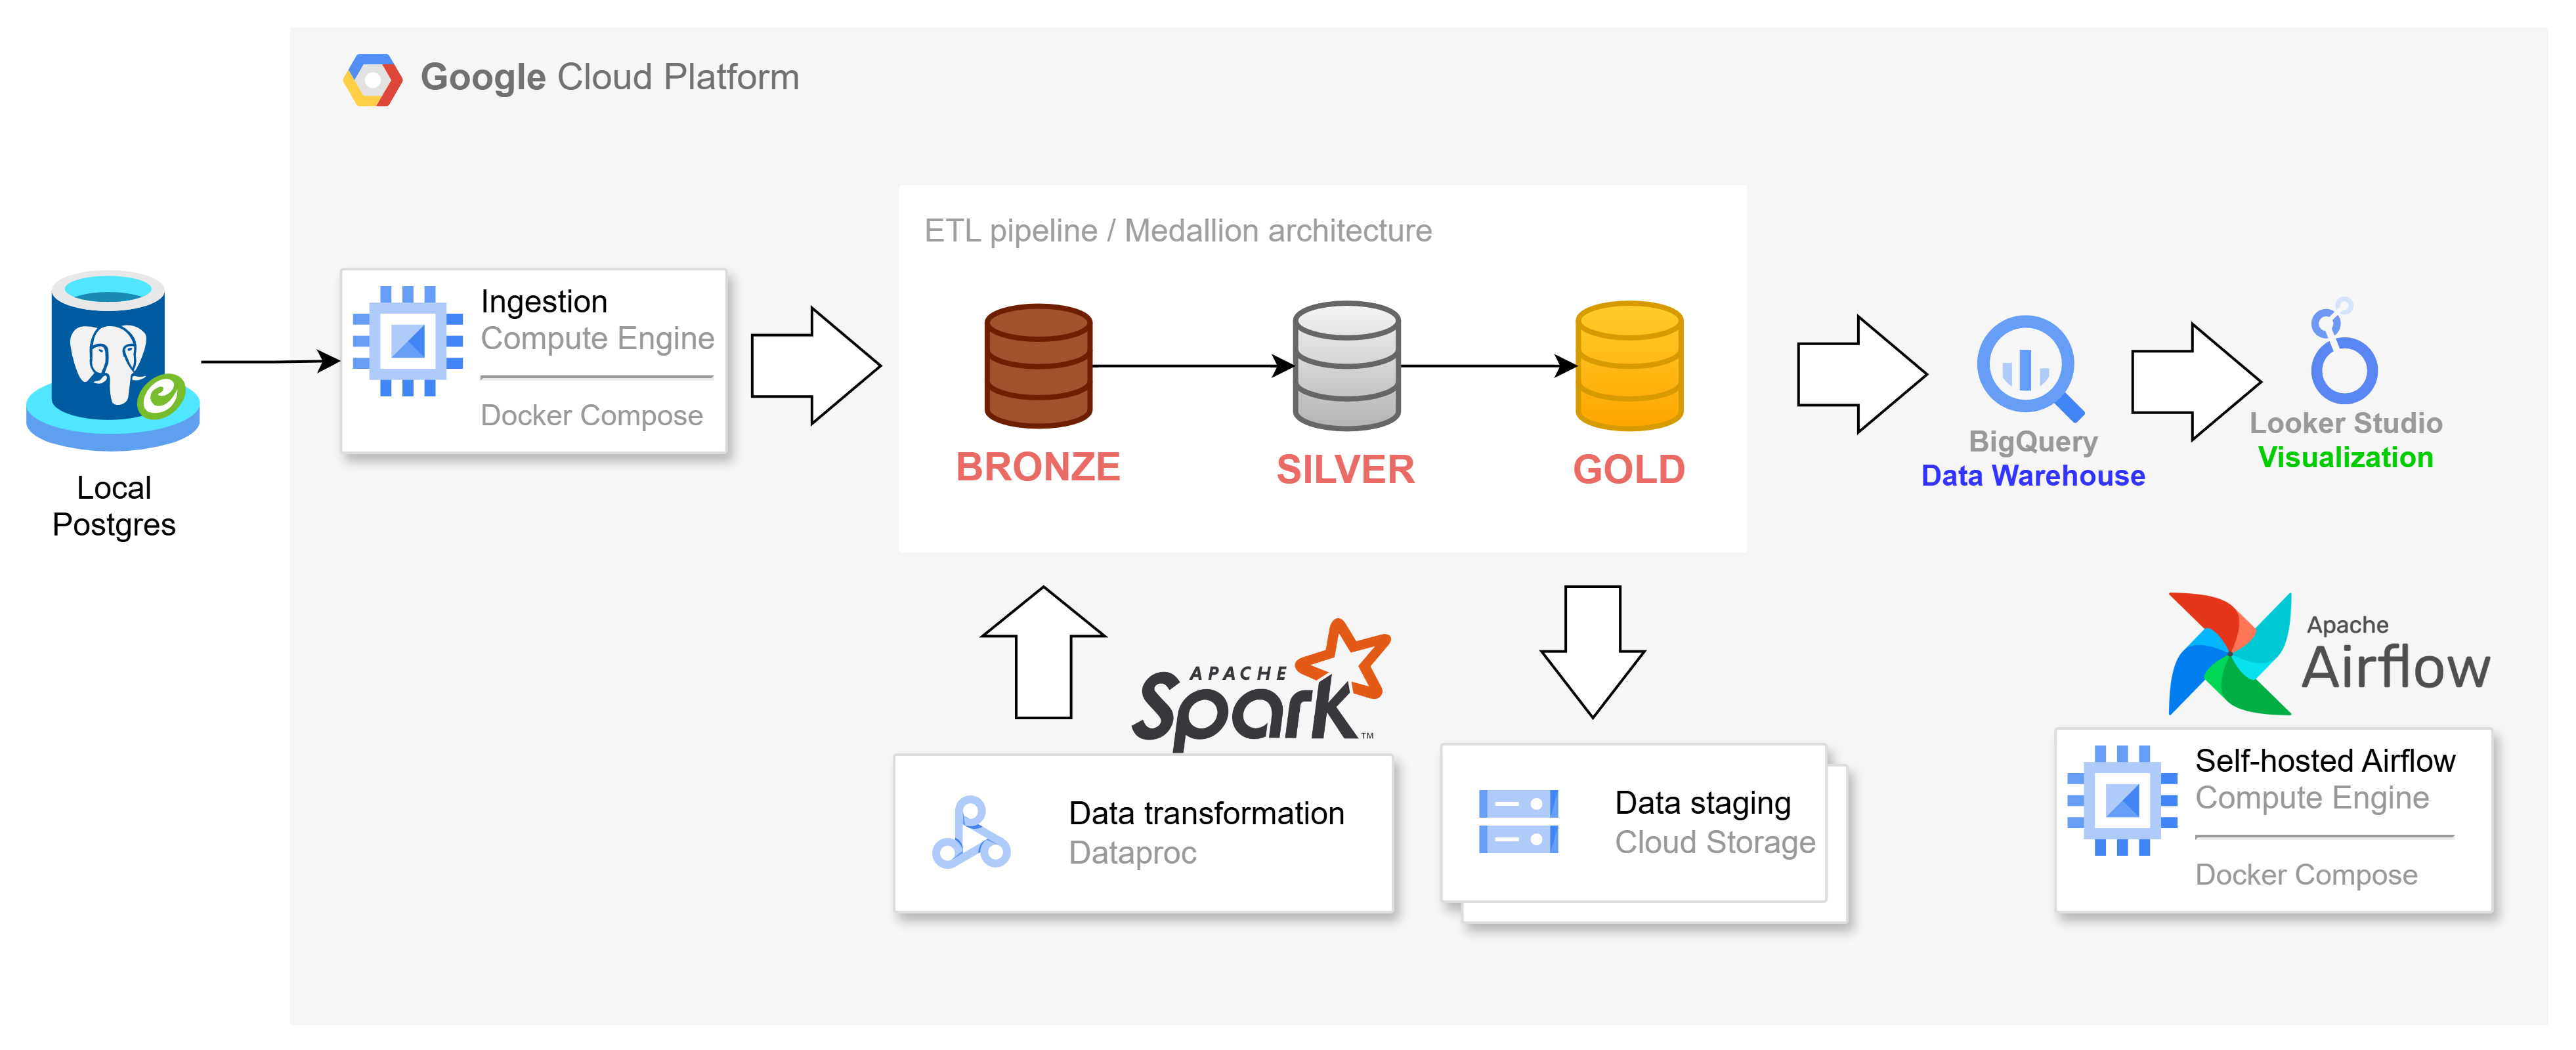 Google Cloud Platform
ETL pipeline / Medallion architecture
Ingestion
Compute Engine
Docker Compose
BRONZE
SILVER
GOLD
BigQuery
Data Warehouse
Looker Studio
Visualization
Local
Postgres
APACHE
Spark™
Data transformation
Dataproc
Data staging
Cloud Storage
Apache
Airflow
Self-hosted Airflow
Compute Engine
Docker Compose